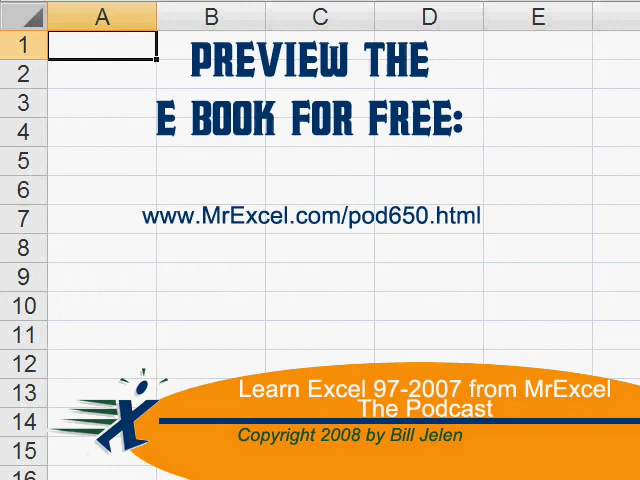 A B C D E
1
PREVIEW THE
2
3
E BOOK FOR FREE:
4
5
6
7
www.MrExcel.com/pod650.html
8
9
10
11
12
13
Learn Excel 97-2007 from MrExcel
The Podcast
14
Copyright 2008 by Bill Jelen
15
16